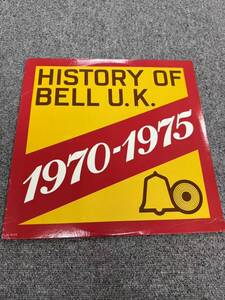 HISTORY OF
BELL U.K.
1970-1975